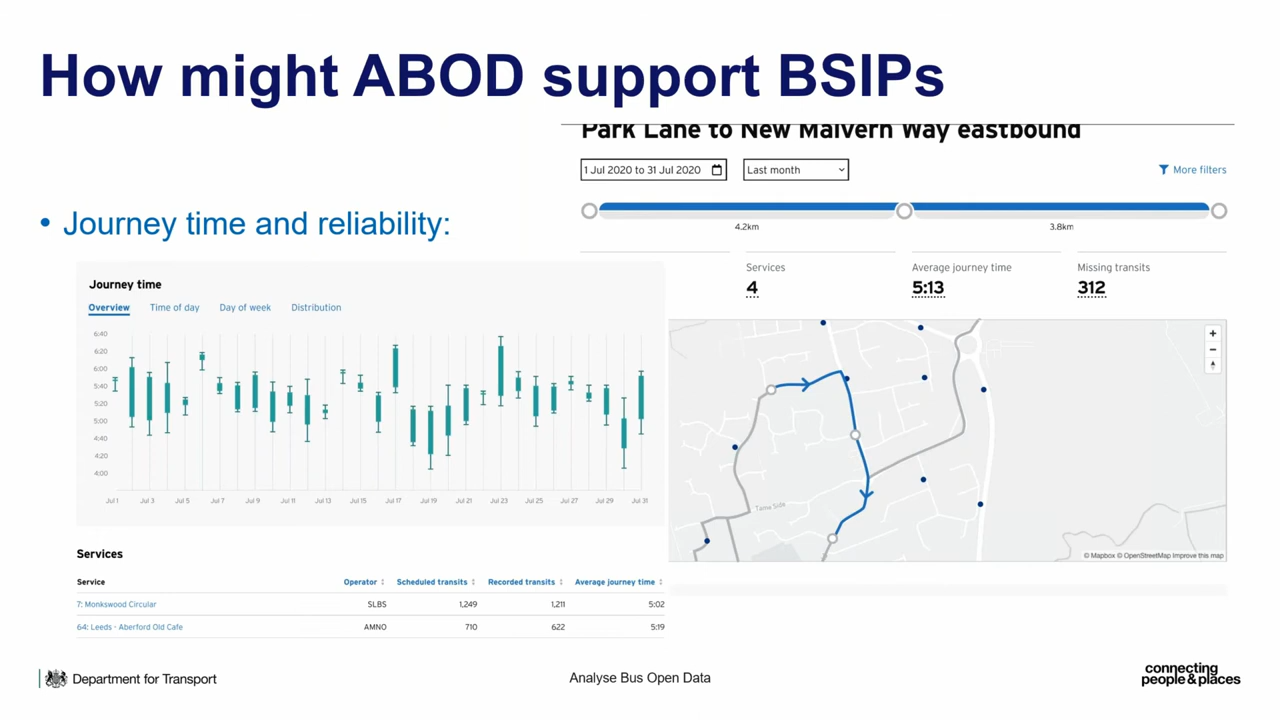 How might ABOD support BSIPs
Park Lane to New Malvern Way eastbound
1 Jul 2020 to 31 Jul 2020
Last month
More filters
4.2km
3.8km
• Journey time and reliability:
Services
Average journey time
Missing transits
4
5:13
312
Journey time
Overview
Time of day
Day of week
Distribution
6:40
6:20
6:00
5:40
5:20
5:00
4:40
4:20
4:00
Jul 1
Jul 3
Jul 5
Jul 7
Jul 9
Jul 11
Jul 13
Jul 15
Jul 17
Jul 19
Jul 21
Jul 23
Jul 25
Jul 27
Jul 29
Jul 31
+
−
Tame Side
© Mapbox © OpenStreetMap Improve this map
Services
Service Operator Scheduled transits Recorded transits Average journey time
7: Monkswood Circular SLBS 1,249 1,211 5:02
64: Leeds - Aberford Old Cafe AMNO 710 622 5:19
Department for Transport
Analyse Bus Open Data
connecting
people & places